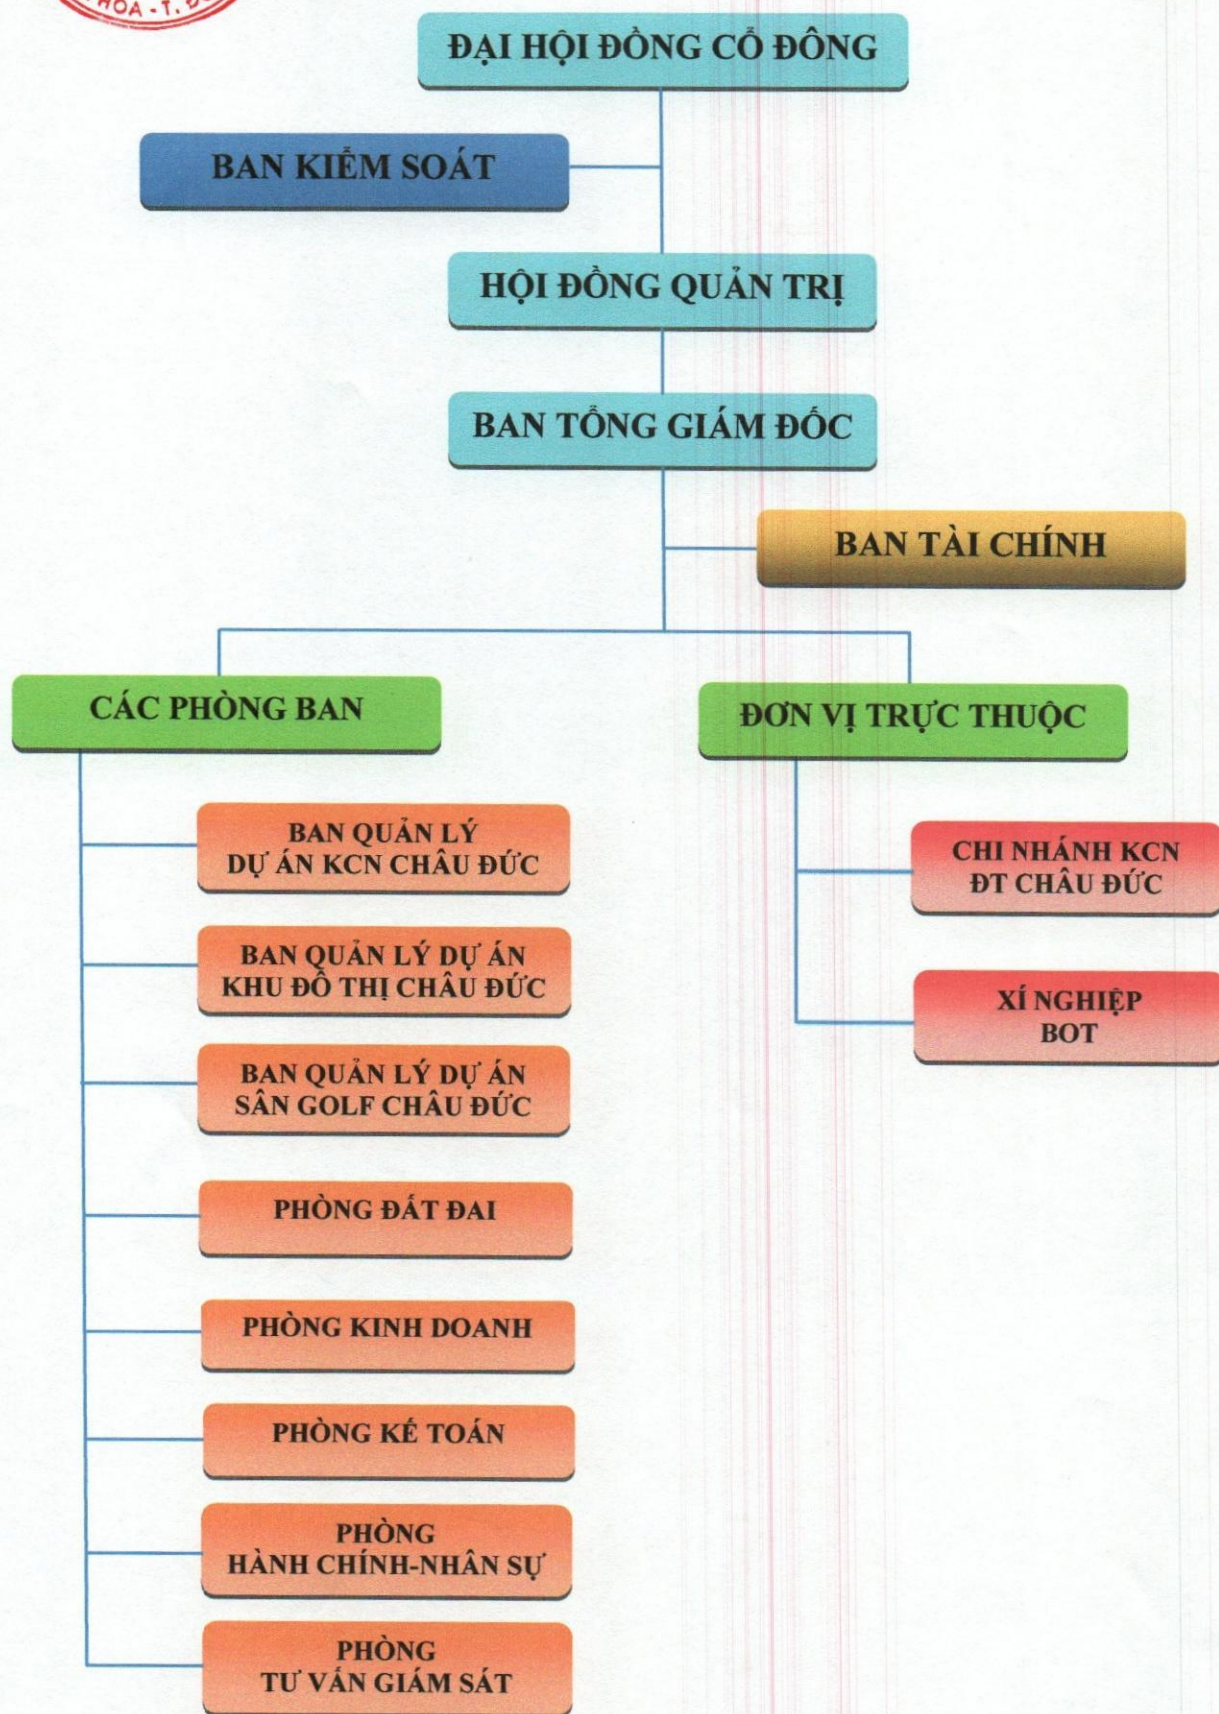 HÒA - T.
ĐẠI HỘI ĐỒNG CỔ ĐÔNG
BAN KIỂM SOÁT
HỘI ĐỒNG QUẢN TRỊ
BAN TỔNG GIÁM ĐỐC
BAN TÀI CHÍNH
CÁC PHÒNG BAN
ĐƠN VỊ TRỰC THUỘC
BAN QUẢN LÝ
DỰ ÁN KCN CHÂU ĐỨC
BAN QUẢN LÝ DỰ ÁN
KHU ĐÔ THỊ CHÂU ĐỨC
BAN QUẢN LÝ DỰ ÁN
SÂN GOLF CHÂU ĐỨC
PHÒNG ĐẤT ĐAI
PHÒNG KINH DOANH
PHÒNG KẾ TOÁN
PHÒNG
HÀNH CHÍNH-NHÂN SỰ
PHÒNG
TƯ VẤN GIÁM SÁT
CHI NHÁNH KCN
ĐT CHÂU ĐỨC
XÍ NGHIỆP
BOT